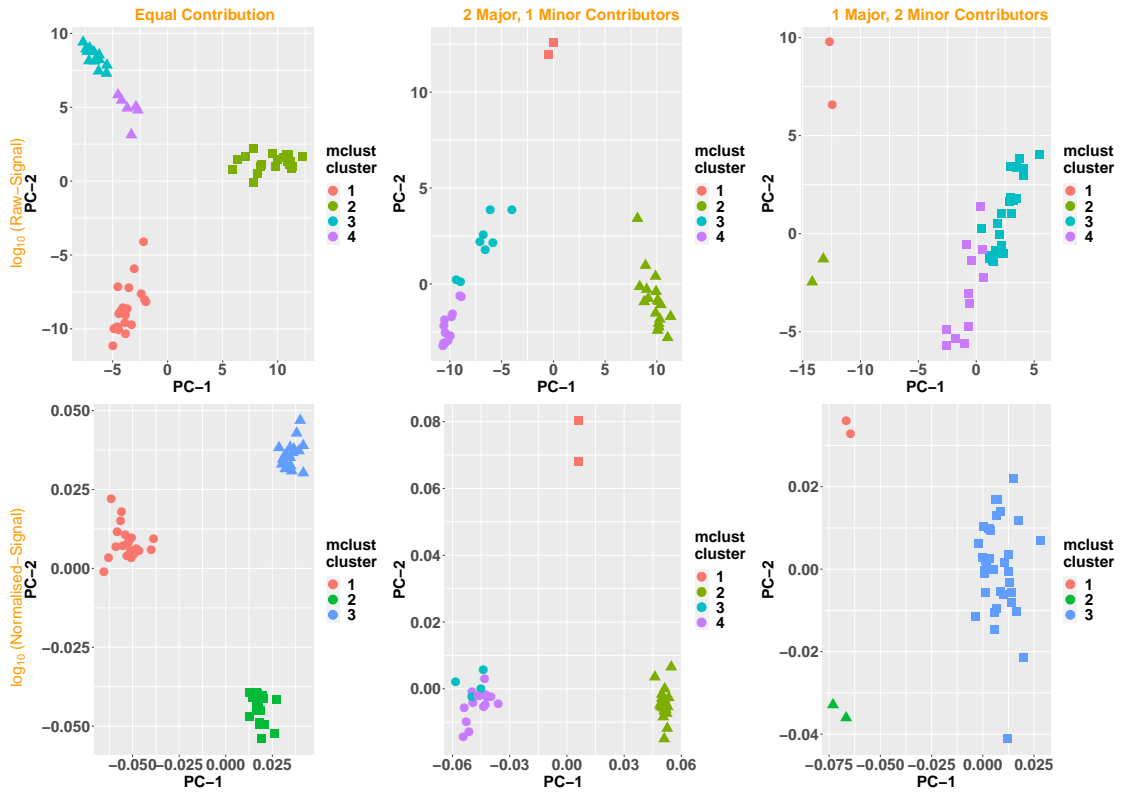 Equal Contribution
2 Major, 1 Minor Contributors
1 Major, 2 Minor Contributors
log₁₀ (Raw−Signal)
PC−2
10
5
0
−5
−10
−5
0
5
10
PC−1
mclust
cluster
1
2
3
4
PC−2
10
5
0
−10
−5
0
5
10
PC−1
mclust
cluster
1
2
3
4
PC−2
10
5
0
−5
−15
−10
−5
0
5
PC−1
mclust
cluster
1
2
3
4
log₁₀ (Normalised−Signal)
PC−2
0.050
0.025
0.000
−0.025
−0.050
−0.050
−0.025
0.000
0.025
PC−1
mclust
cluster
1
2
3
PC−2
0.08
0.06
0.04
0.02
0.00
−0.06
−0.03
0.00
0.03
0.06
PC−1
mclust
cluster
1
2
3
4
PC−2
0.02
0.00
−0.02
−0.04
−0.075
−0.050
−0.025
0.000
0.025
PC−1
mclust
cluster
1
2
3